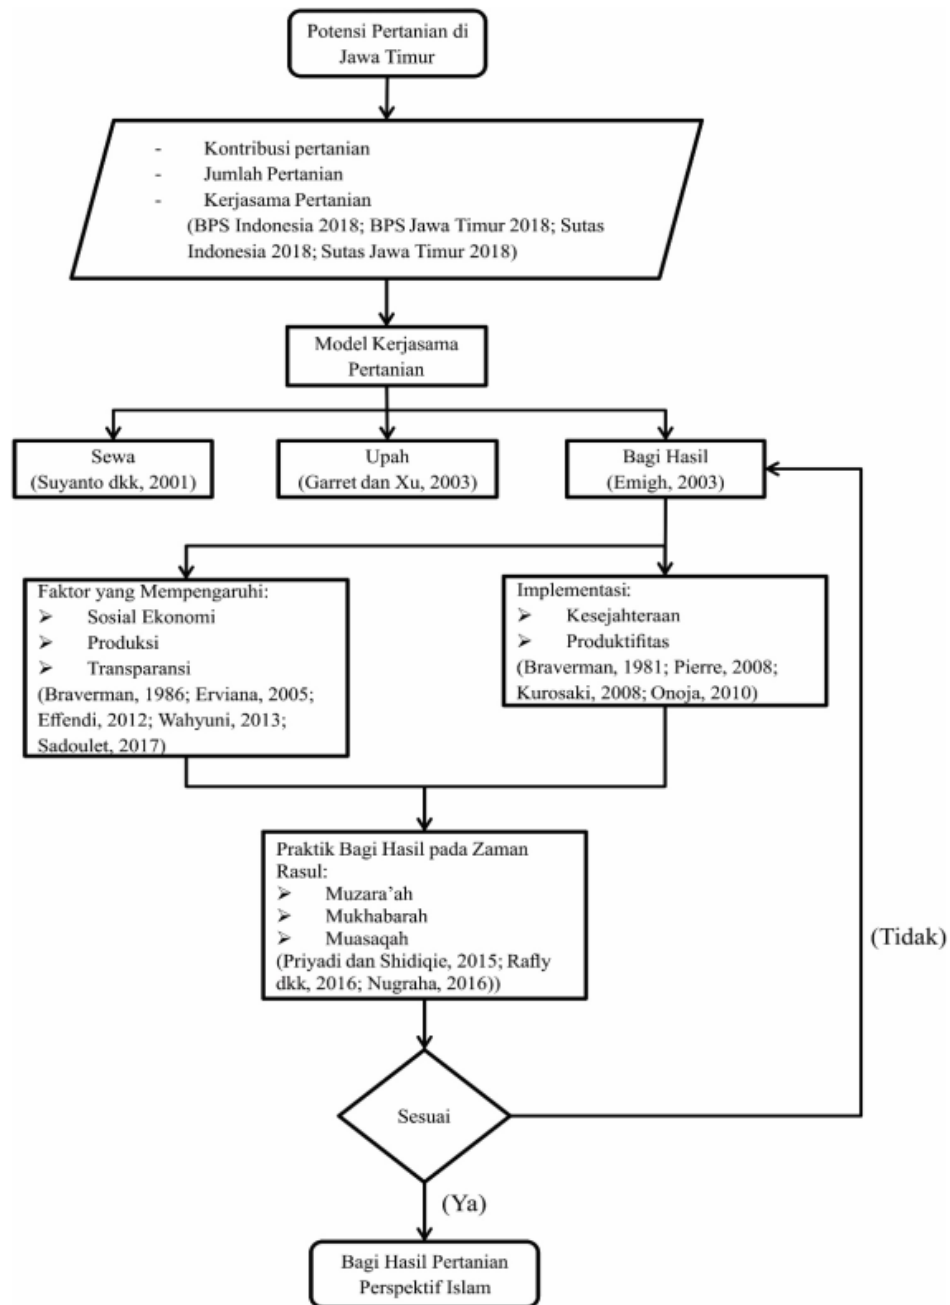 Potensi Pertanian di
Jawa Timur
- Kontribusi pertanian
- Jumlah Pertanian
- Kerjasama Pertanian
(BPS Indonesia 2018; BPS Jawa Timur 2018; Sutas
Indonesia 2018; Sutas Jawa Timur 2018)
Model Kerjasama
Pertanian
Sewa
(Suyanto dkk, 2001)
Upah
(Garret dan Xu, 2003)
Bagi Hasil
(Emigh, 2003)
Faktor yang Mempengaruhi:
➢ Sosial Ekonomi
➢ Produksi
➢ Transparansi
(Braverman, 1986; Erviana, 2005;
Effendi, 2012; Wahyuni, 2013;
Sadoulet, 2017)
Implementasi:
➢ Kesejahteraan
➢ Produktifitas
(Braverman, 1981; Pierre, 2008;
Kurosaki, 2008; Onoja, 2010)
Praktik Bagi Hasil pada Zaman
Rasul:
➢ Muzara'ah
➢ Mukhabarah
➢ Muasaqah
(Priyadi dan Shidiqie, 2015; Rafly
dkk, 2016; Nugraha, 2016))
(Tidak)
Sesuai
(Ya)
Bagi Hasil Pertanian
Perspektif Islam